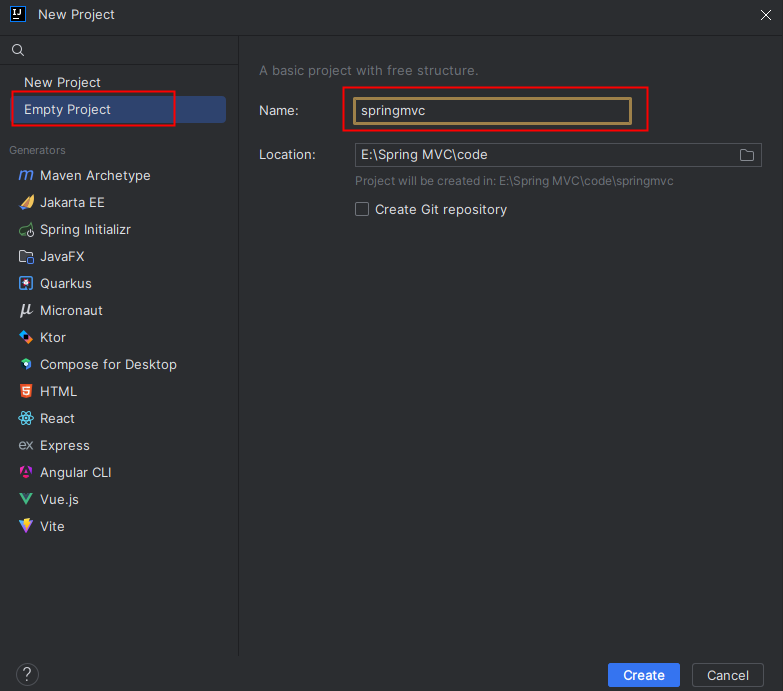 New Project
New Project
Empty Project
Generators
Maven Archetype
Jakarta EE
Spring Initializr
JavaFX
Quarkus
Micronaut
Ktor
Compose for Desktop
HTML
React
ex Express
Angular CLI
Vue.js
Vite
A basic project with free structure.
Name: springmvc
Location: E:\Spring MVC\code
Project will be created in: E:\Spring MVC\code\springmvc
Create Git repository
?
Create Cancel